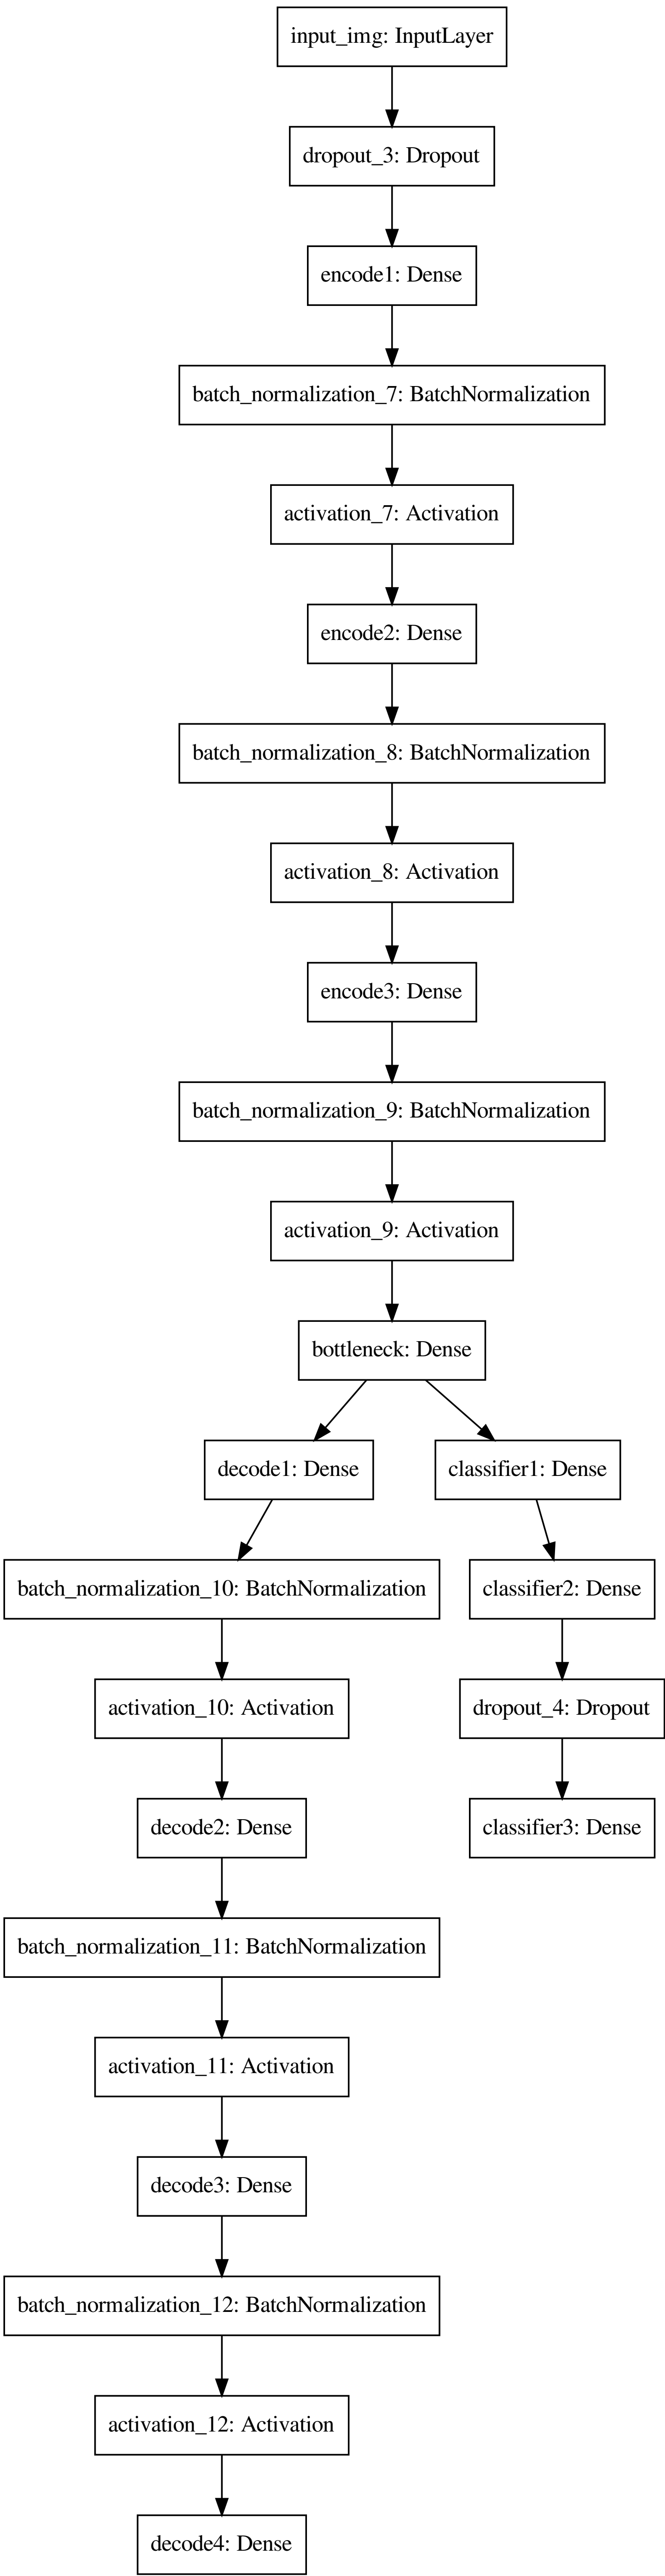 input_img: InputLayer
dropout_3: Dropout
encode1: Dense
batch_normalization_7: BatchNormalization
activation_7: Activation
encode2: Dense
batch_normalization_8: BatchNormalization
activation_8: Activation
encode3: Dense
batch_normalization_9: BatchNormalization
activation_9: Activation
bottleneck: Dense
decode1: Dense
classifier1: Dense
batch_normalization_10: BatchNormalization
classifier2: Dense
activation_10: Activation
dropout_4: Dropout
decode2: Dense
classifier3: Dense
batch_normalization_11: BatchNormalization
activation_11: Activation
decode3: Dense
batch_normalization_12: BatchNormalization
activation_12: Activation
decode4: Dense